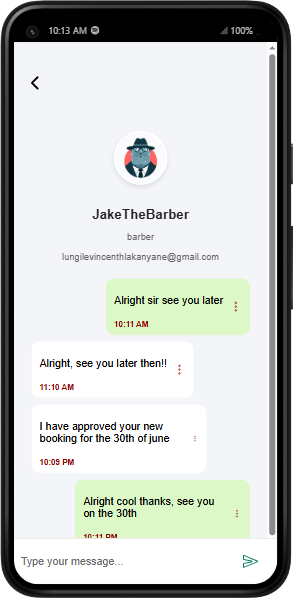 10:13 AM
100%
JakeTheBarber
barber
lungilevincenthlakanyane@gmail.com
Alright sir see you later
10:11 AM
Alright, see you later then!!
11:10 AM
I have approved your new
booking for the 30th of june
10:09 PM
Alright cool thanks, see you
on the 30th
10:11 PM
Type your message...